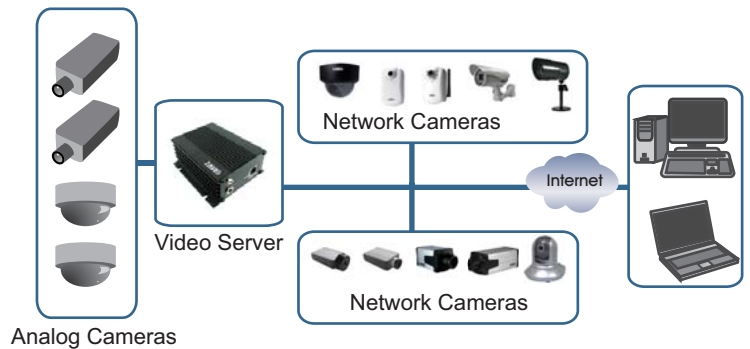 Network Cameras
Internet
Video Server
Network Cameras
Analog Cameras